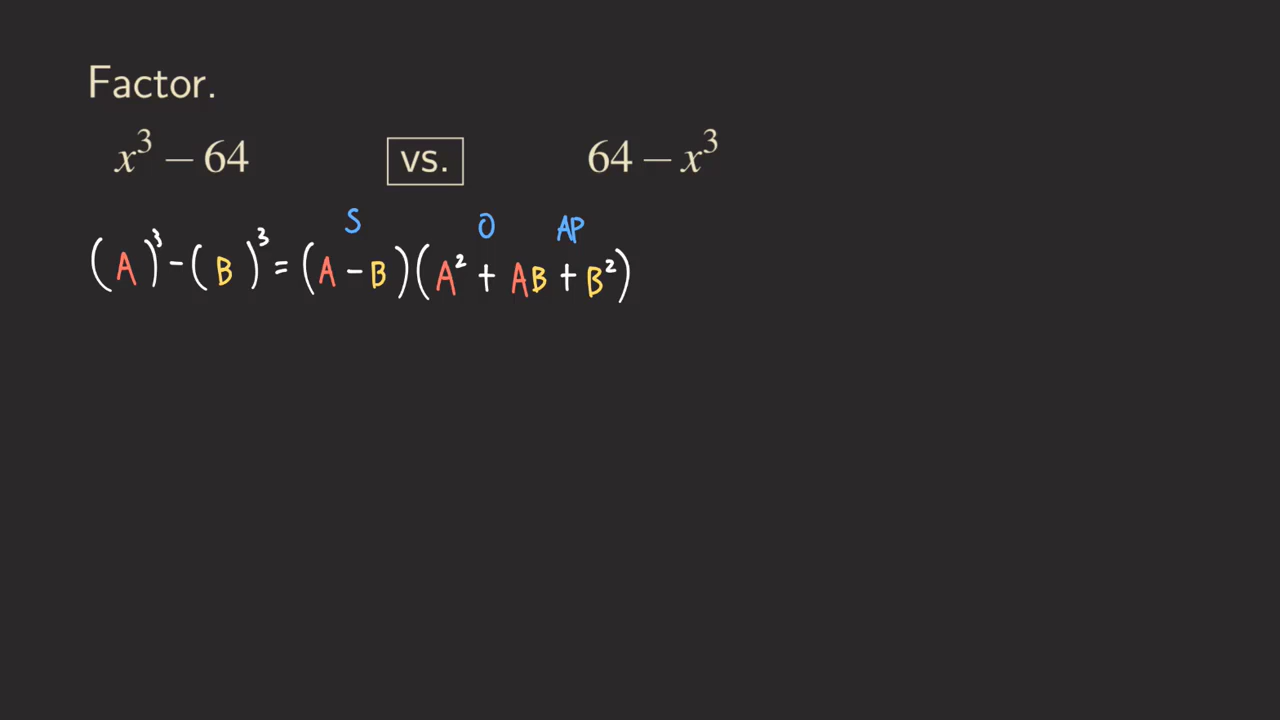 Factor.
x³ − 64 vs. 64 − x³
S O AP
(A)³ − (B)³ = (A − B)(A² + AB + B²)